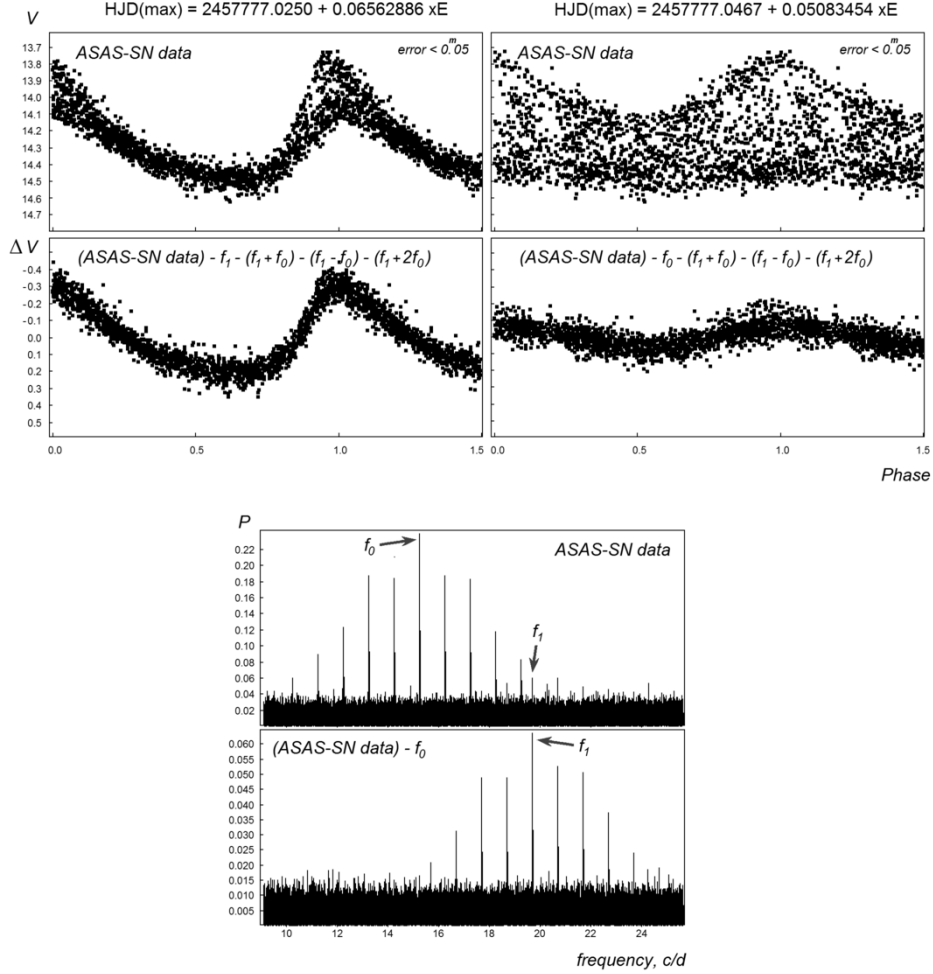 HJD(max) = 2457777.0250 + 0.06562886 xE
HJD(max) = 2457777.0467 + 0.05083454 xE
V
ASAS-SN data
error < 0.05
m
13.7
13.8
13.9
14.0
14.1
14.2
14.3
14.4
14.5
14.6
14.7
ASAS-SN data
error < 0.05
m
Δ V
(ASAS-SN data) - f1 - (f1 + f0) - (f1 - f0) - (f1 + 2f0)
-0.4
-0.3
-0.2
-0.1
0.0
0.1
0.2
0.3
0.4
0.5
(ASAS-SN data) - f0 - (f1 + f0) - (f1 - f0) - (f1 + 2f0)
0.0 0.5 1.0 1.5
0.0 0.5 1.0 1.5
Phase
P
f0
ASAS-SN data
f1
0.22
0.20
0.18
0.16
0.14
0.12
0.10
0.08
0.06
0.04
0.02
(ASAS-SN data) - f0
f1
0.060
0.055
0.050
0.045
0.040
0.035
0.030
0.025
0.020
0.015
0.010
0.005
10 12 14 16 18 20 22 24
frequency, c/d